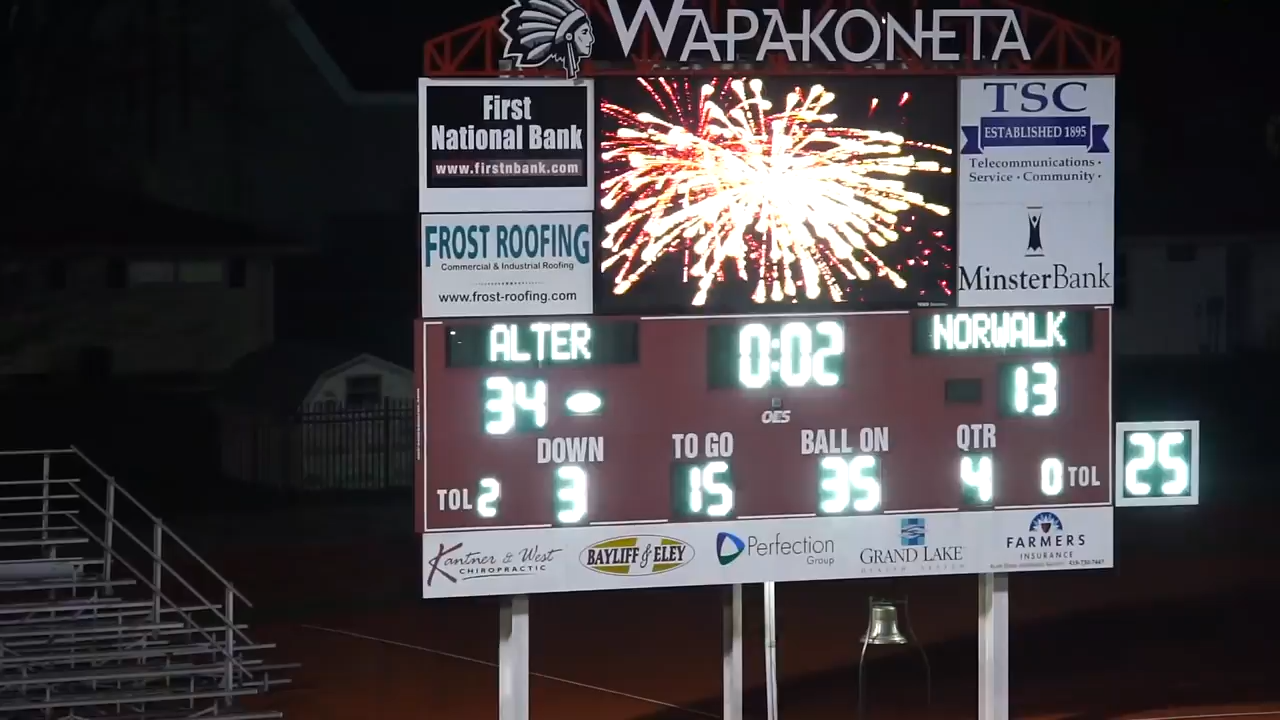 WAPAKONETA
First
National Bank
www.firstnbank.com
FROST ROOFING
Commercial & Industrial Roofing
www.frost-roofing.com
TSC
ESTABLISHED 1895
Telecommunications ·
Service · Community ·
MinsterBank
ALTER
0:02
NORWALK
34
13
OES
DOWN
TO GO
BALL ON
QTR
TOL 2
3
15
35
4
0 TOL
25
Kantner & West
CHIROPRACTIC
BAYLIFF & ELEY
Perfection
Group
GRAND LAKE
HEALTH SYSTEM
FARMERS
INSURANCE